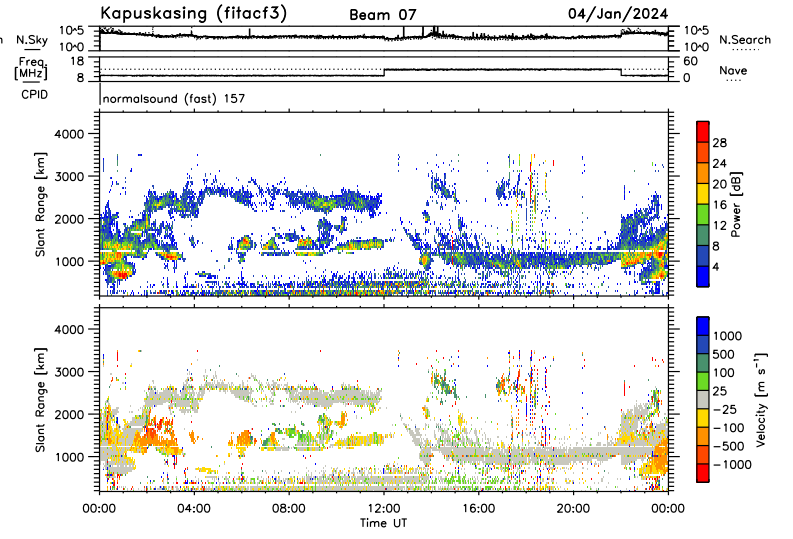 Kapuskasing (fitacf3) Beam 07 04/Jan/2024
n N.Sky 10^5 10^0 10^5 10^0 N.Search
Freq. [MHz] 18 8 60 0 Nave
CPID normalsound (fast) 157
Slant Range [km] 4000 3000 2000 1000
28 24 20 16 12 8 4 Power [dB]
Slant Range [km] 4000 3000 2000 1000
1000 500 100 25 −25 −100 −500 −1000 Velocity [m s⁻¹]
00:00 04:00 08:00 12:00 16:00 20:00 00:00
Time UT